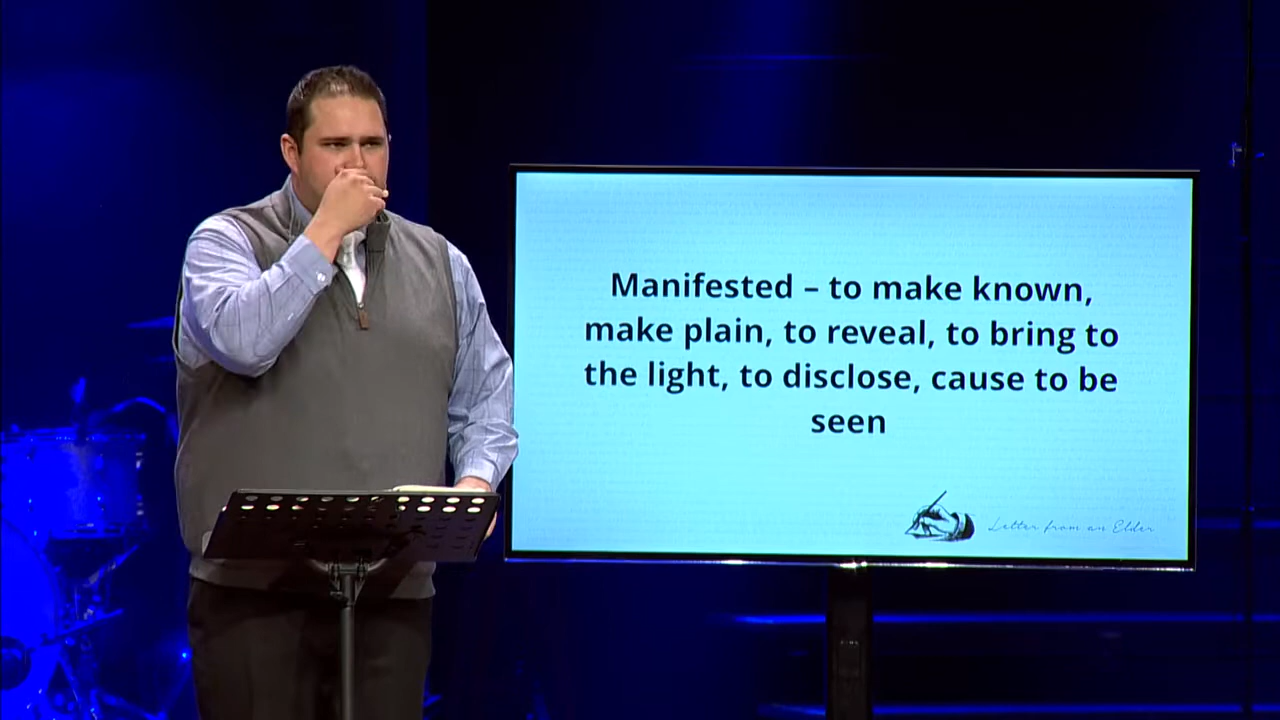 Manifested – to make known,
make plain, to reveal, to bring to
the light, to disclose, cause to be
seen
Letter from an Elder